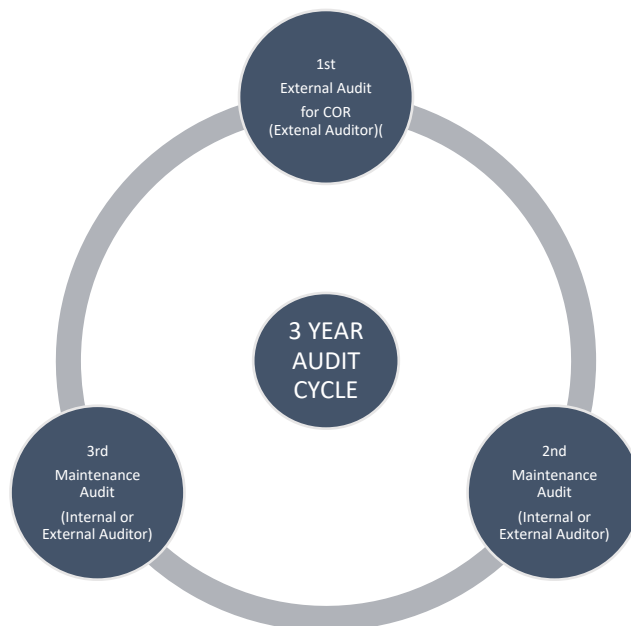 1st
External Audit
for COR
(Extenal Auditor)(
3 YEAR
AUDIT
CYCLE
3rd
Maintenance
Audit
(Internal or
External Auditor)
2nd
Maintenance
Audit
(Internal or
External Auditor)